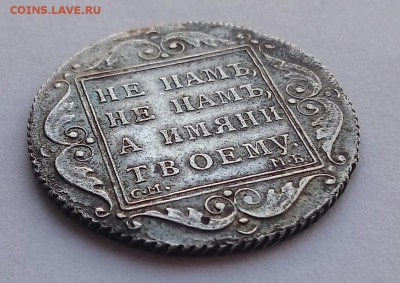 COINS.LAVE.RU
НЕ НАМЪ,
НЕ НАМЪ,
А ИМЯНИ
ТВОЕМУ.
С.М. М.Б.